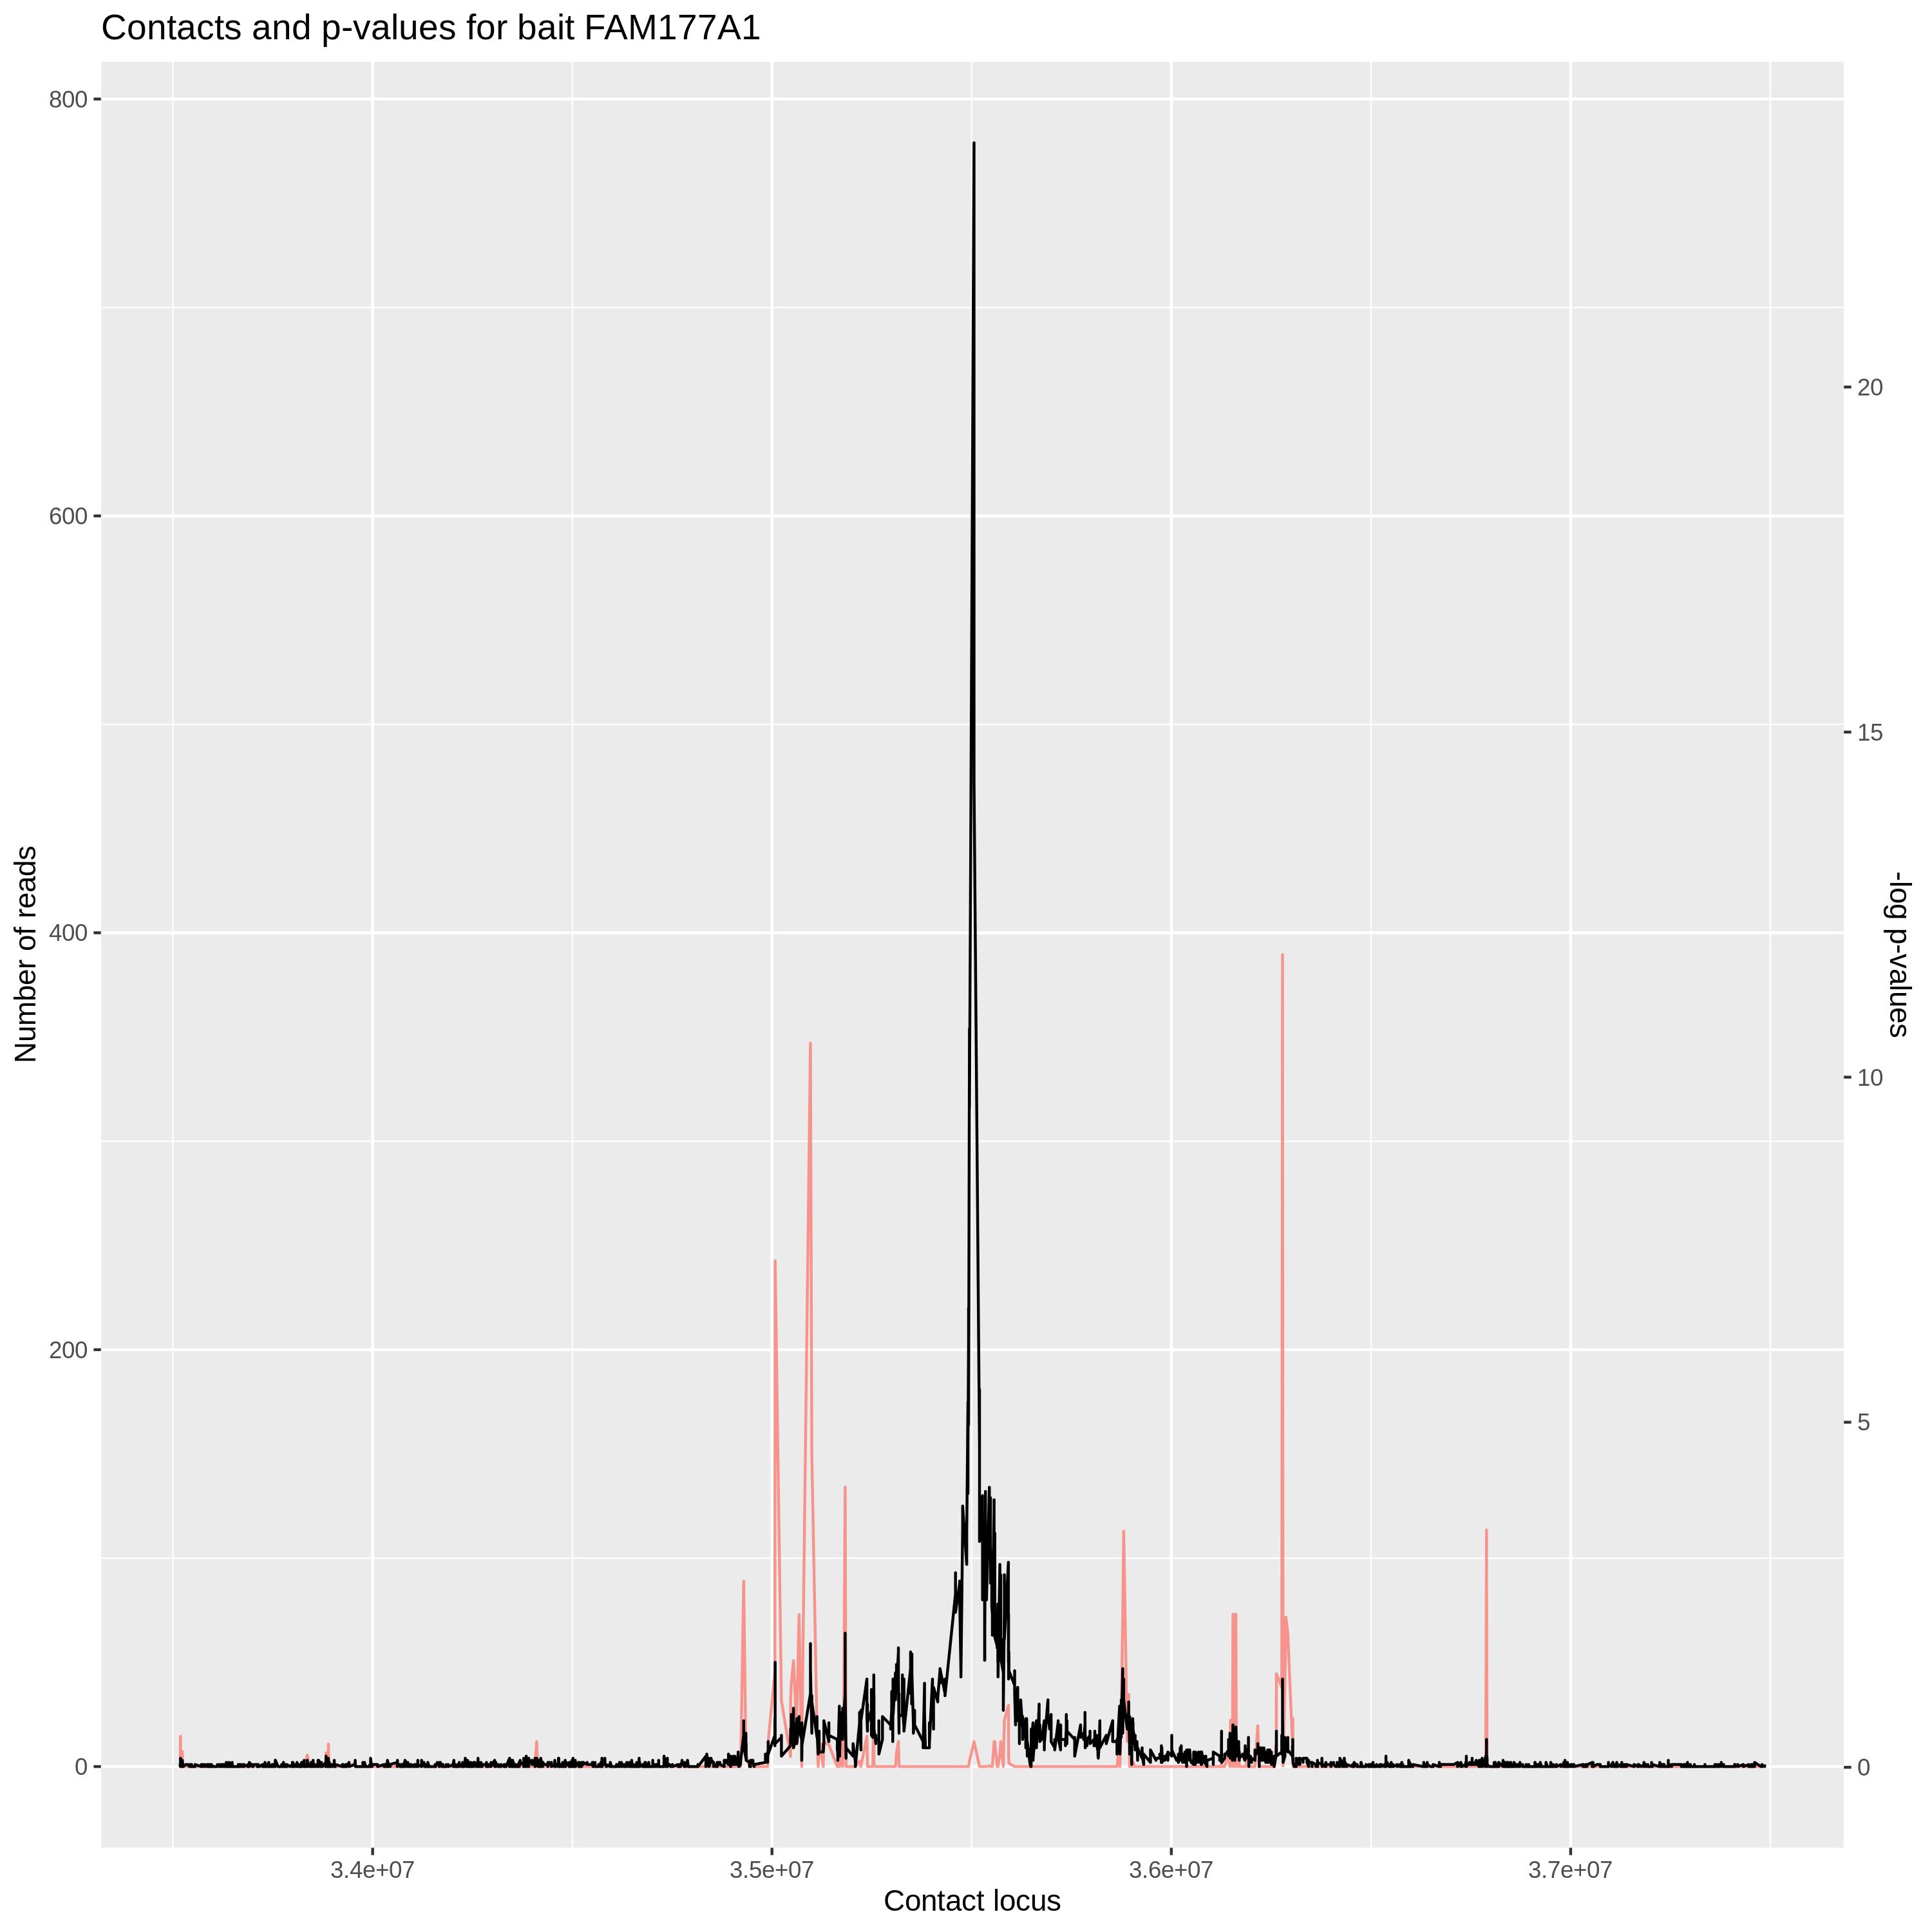 Contacts and p-values for bait FAM177A1
800
600
400
200
0
Number of reads
20
15
10
5
0
-log p-values
3.4e+07
3.5e+07
3.6e+07
3.7e+07
Contact locus